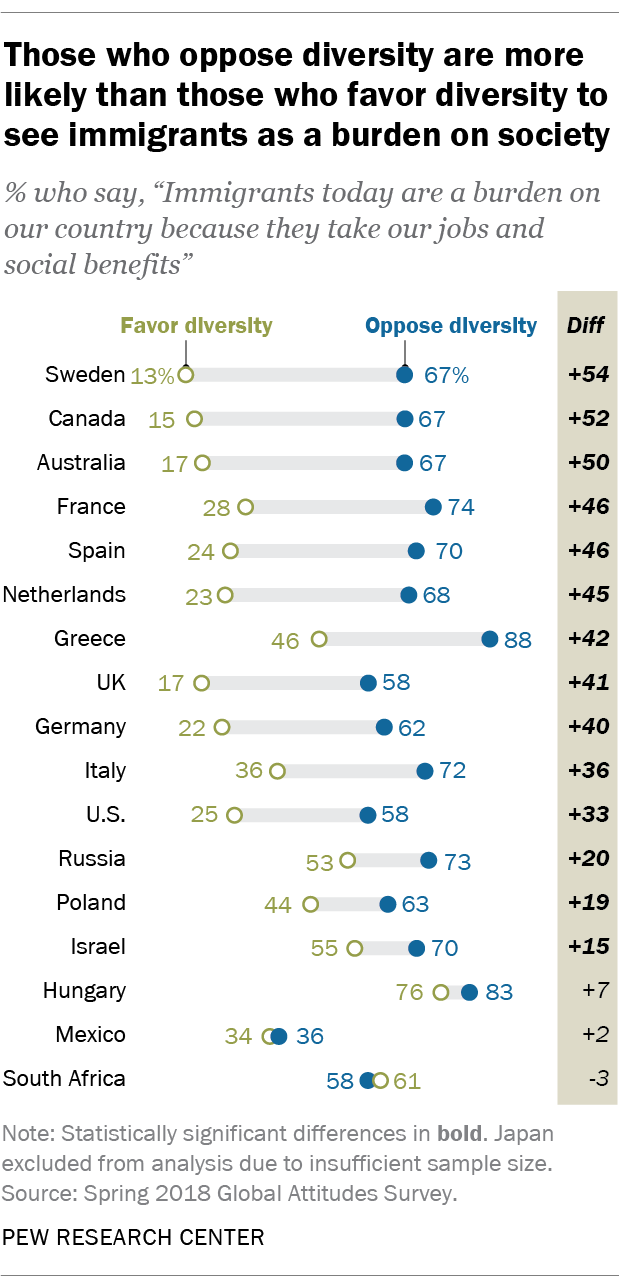 Those who oppose diversity are more
likely than those who favor diversity to
see immigrants as a burden on society
% who say, “Immigrants today are a burden on
our country because they take our jobs and
social benefits”
Favor diversity Oppose diversity Diff
Sweden 13% 67% +54
Canada 15 67 +52
Australia 17 67 +50
France 28 74 +46
Spain 24 70 +46
Netherlands 23 68 +45
Greece 46 88 +42
UK 17 58 +41
Germany 22 62 +40
Italy 36 72 +36
U.S. 25 58 +33
Russia 53 73 +20
Poland 44 63 +19
Israel 55 70 +15
Hungary 76 83 +7
Mexico 34 36 +2
South Africa 58 61 -3
Note: Statistically significant differences in bold. Japan
excluded from analysis due to insufficient sample size.
Source: Spring 2018 Global Attitudes Survey.
PEW RESEARCH CENTER